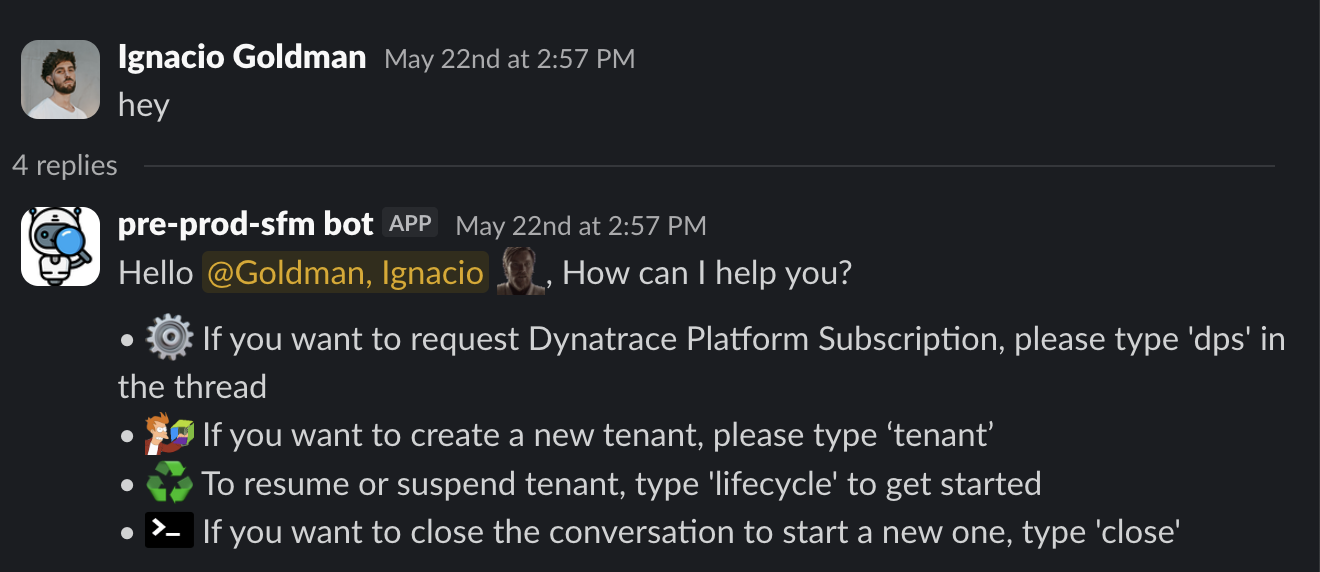 Ignacio Goldman May 22nd at 2:57 PM
hey
4 replies
pre-prod-sfm bot APP May 22nd at 2:57 PM
Hello @Goldman, Ignacio , How can I help you?
• If you want to request Dynatrace Platform Subscription, please type 'dps' in
the thread
• If you want to create a new tenant, please type ‘tenant’
• To resume or suspend tenant, type 'lifecycle' to get started
• If you want to close the conversation to start a new one, type 'close'